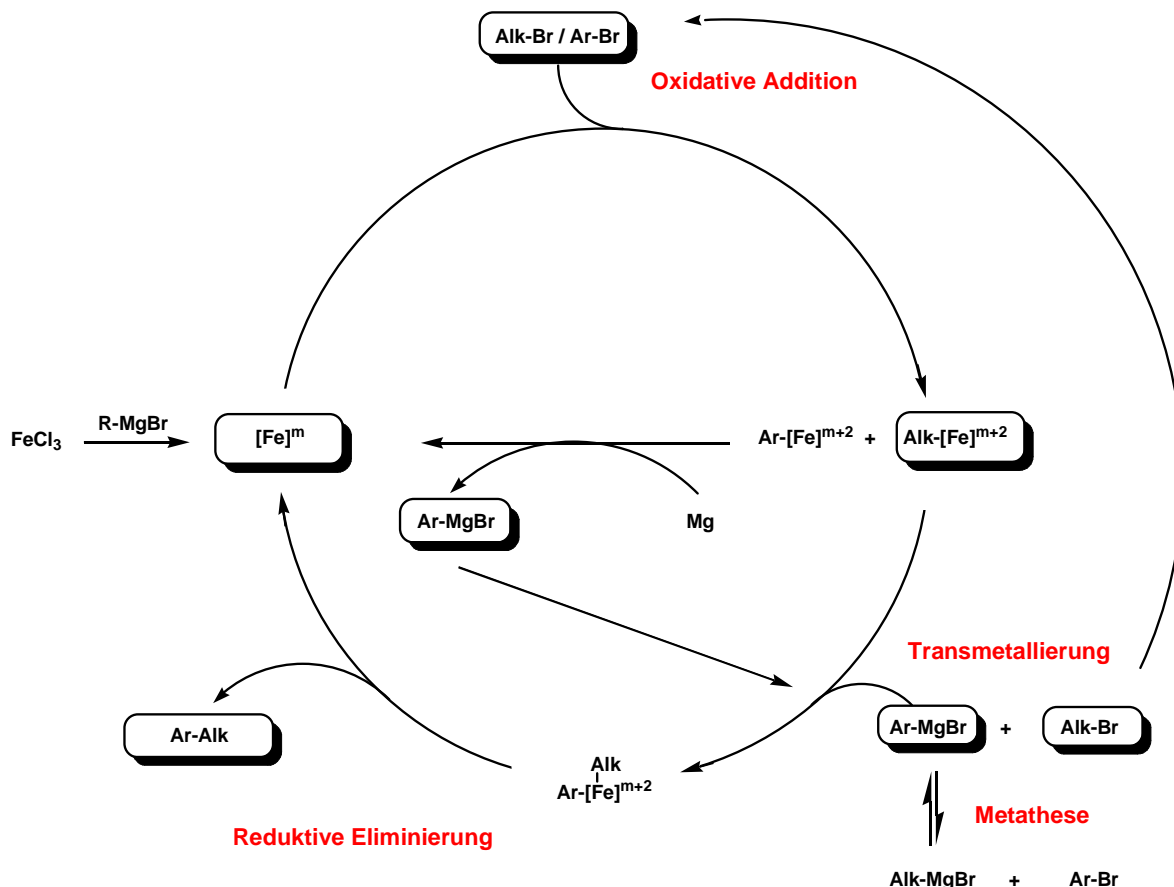 Alk-Br / Ar-Br
Oxidative Addition
R-MgBr
FeCl3
[Fe]m
Ar-[Fe]m+2 + Alk-[Fe]m+2
Ar-MgBr
Mg
Transmetallierung
Ar-Alk
Ar-MgBr + Alk-Br
Alk
Ar-[Fe]m+2
Metathese
Reduktive Eliminierung
Alk-MgBr + Ar-Br